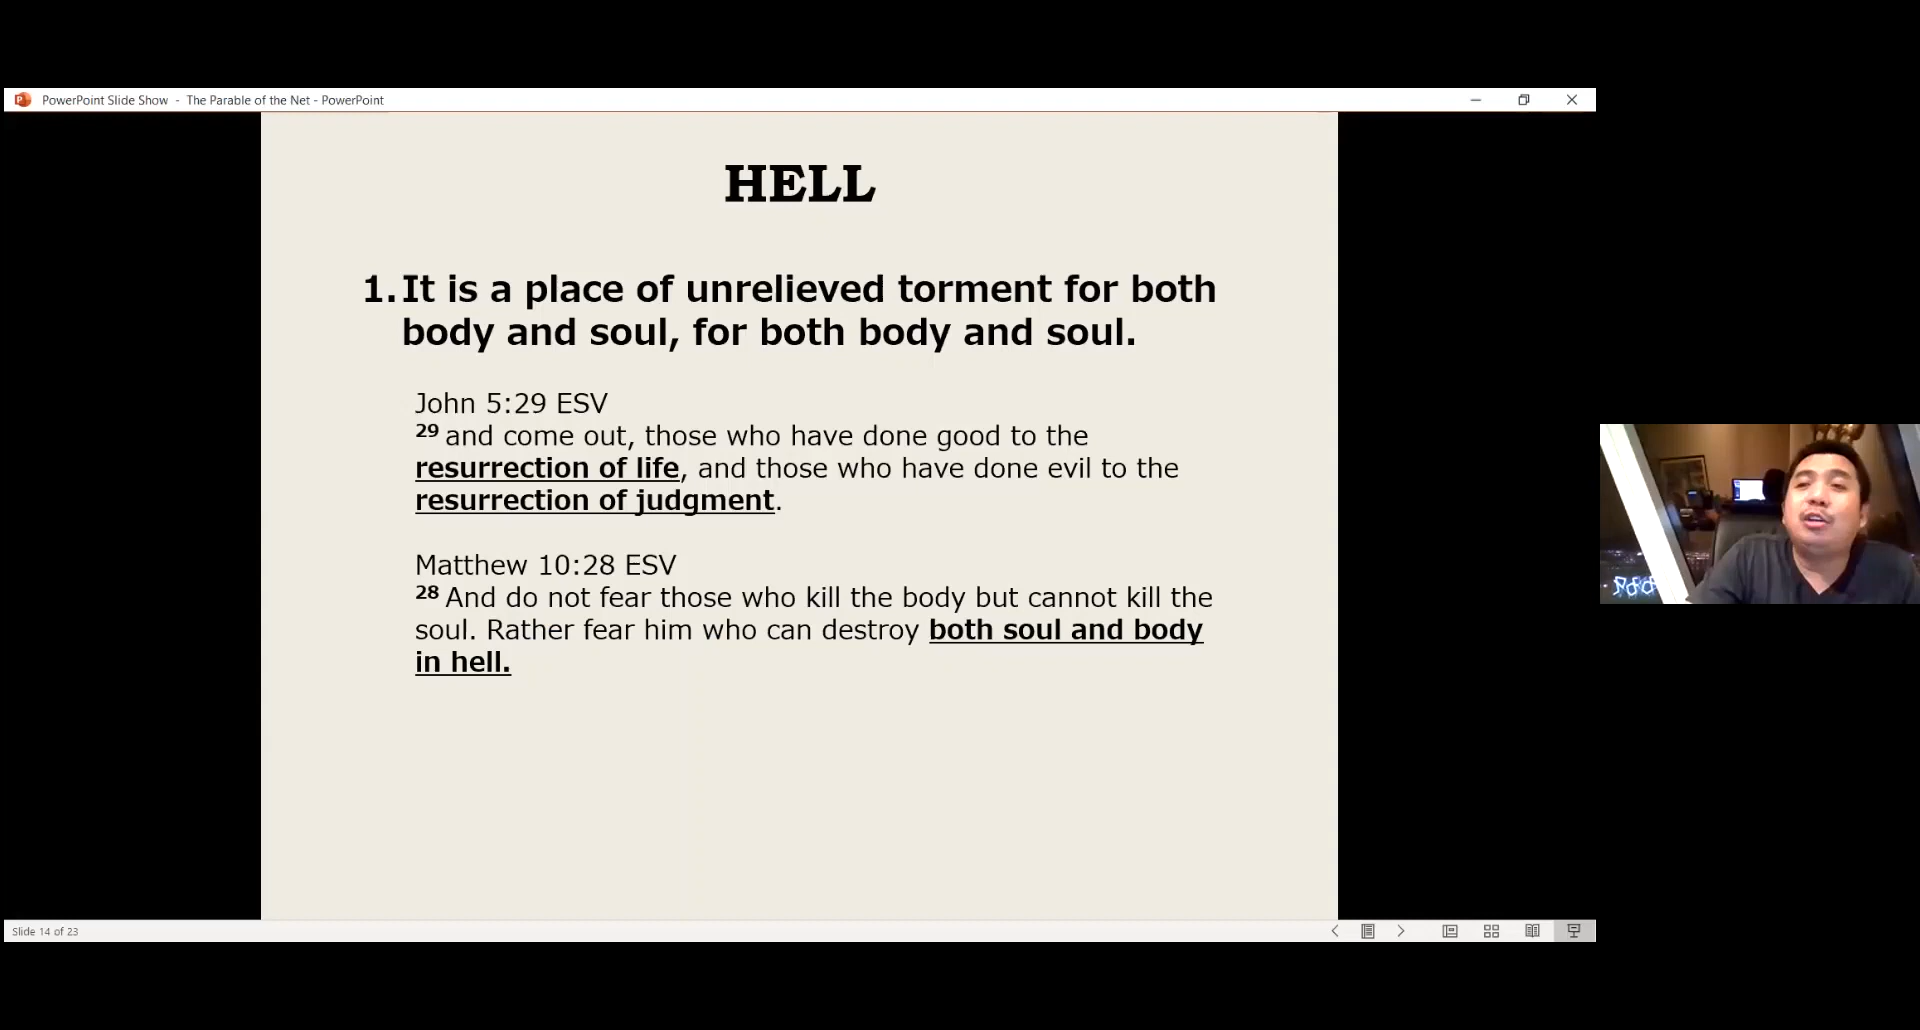 PowerPoint Slide Show - The Parable of the Net - PowerPoint
HELL
1. It is a place of unrelieved torment for both
body and soul, for both body and soul.
John 5:29 ESV
29 and come out, those who have done good to the
resurrection of life, and those who have done evil to the
resurrection of judgment.
Matthew 10:28 ESV
28 And do not fear those who kill the body but cannot kill the
soul. Rather fear him who can destroy both soul and body
in hell.
Slide 14 of 23